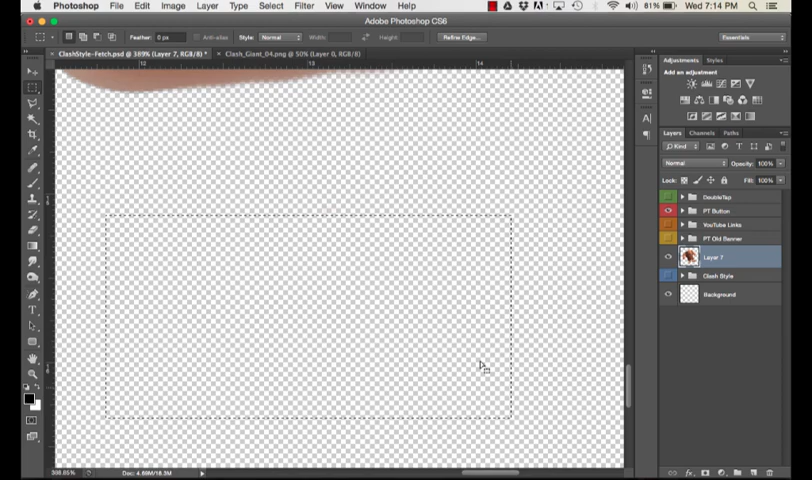 Photoshop File Edit Image Layer Type Select Filter View Window Help 81% Wed 7:14 PM
Adobe Photoshop CS6
Feather: 0 px Anti-alias Style: Normal Width: Height: Refine Edge... Essentials
ClashStyle-Fetch.psd @ 389% (Layer 7, RGB/8) * × Clash_Giant_04.png @ 50% (Layer 0, RGB/8)
12 13 14
Adjustments Styles
Add an adjustment
Layers Channels Paths
Kind
Normal Opacity: 100%
Lock: Fill: 100%
DoubleTap
PT Button
YouTube Links
PT Old Banner
Layer 7
Clash Style
Background
Doc: 4.69M/16.3M